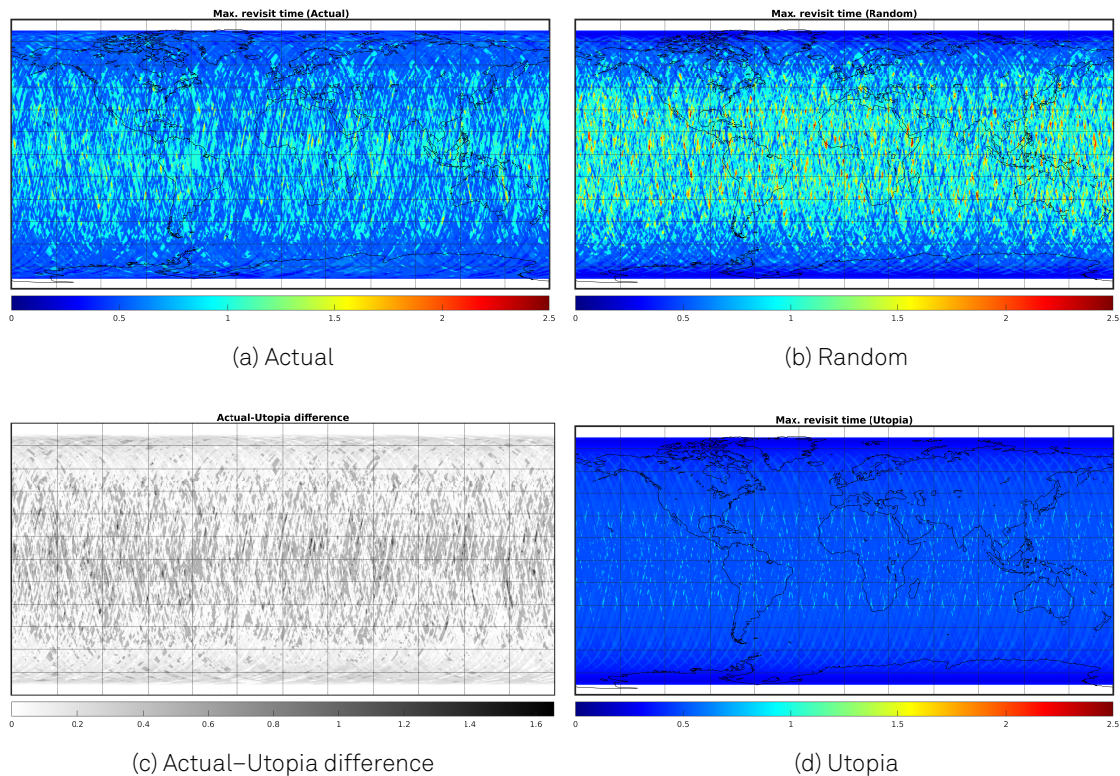 Max. revisit time (Actual)
0 0.5 1 1.5 2 2.5
(a) Actual
Max. revisit time (Random)
0 0.5 1 1.5 2 2.5
(b) Random
Actual-Utopia difference
0 0.2 0.4 0.6 0.8 1 1.2 1.4 1.6
(c) Actual–Utopia difference
Max. revisit time (Utopia)
0 0.5 1 1.5 2 2.5
(d) Utopia